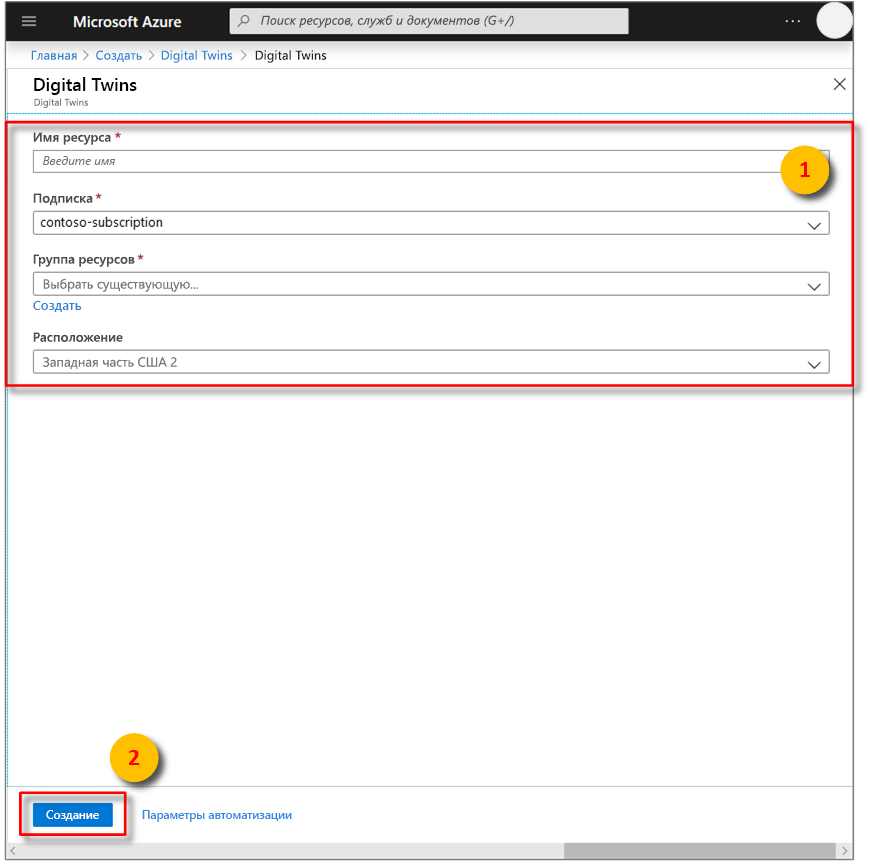 Microsoft Azure
Поиск ресурсов, служб и документов (G+/)
...
Главная > Создать > Digital Twins > Digital Twins
Digital Twins
Digital Twins
Имя ресурса *
Введите имя
1
Подписка *
contoso-subscription
Группа ресурсов *
Выбрать существующую...
Создать
Расположение
Западная часть США 2
2
Создание Параметры автоматизации